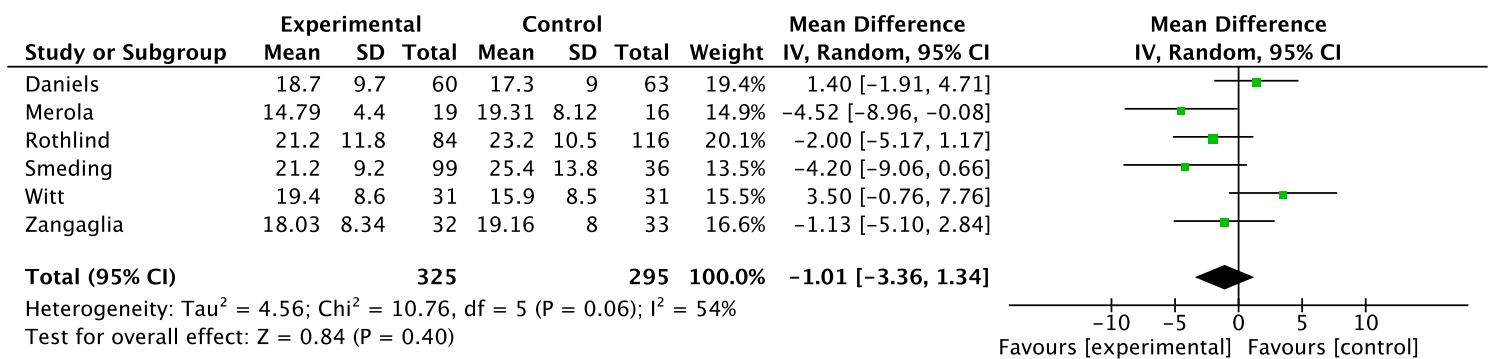 Experimental Control Mean Difference Mean Difference
Study or Subgroup Mean SD Total Mean SD Total Weight IV, Random, 95% CI IV, Random, 95% CI
Daniels 18.7 9.7 60 17.3 9 63 19.4% 1.40 [−1.91, 4.71]
Merola 14.79 4.4 19 19.31 8.12 16 14.9% −4.52 [−8.96, −0.08]
Rothlind 21.2 11.8 84 23.2 10.5 116 20.1% −2.00 [−5.17, 1.17]
Smeding 21.2 9.2 99 25.4 13.8 36 13.5% −4.20 [−9.06, 0.66]
Witt 19.4 8.6 31 15.9 8.5 31 15.5% 3.50 [−0.76, 7.76]
Zangaglia 18.03 8.34 32 19.16 8 33 16.6% −1.13 [−5.10, 2.84]
Total (95% CI) 325 295 100.0% −1.01 [−3.36, 1.34]
Heterogeneity: Tau² = 4.56; Chi² = 10.76, df = 5 (P = 0.06); I² = 54%
Test for overall effect: Z = 0.84 (P = 0.40)
−10 −5 0 5 10
Favours [experimental] Favours [control]